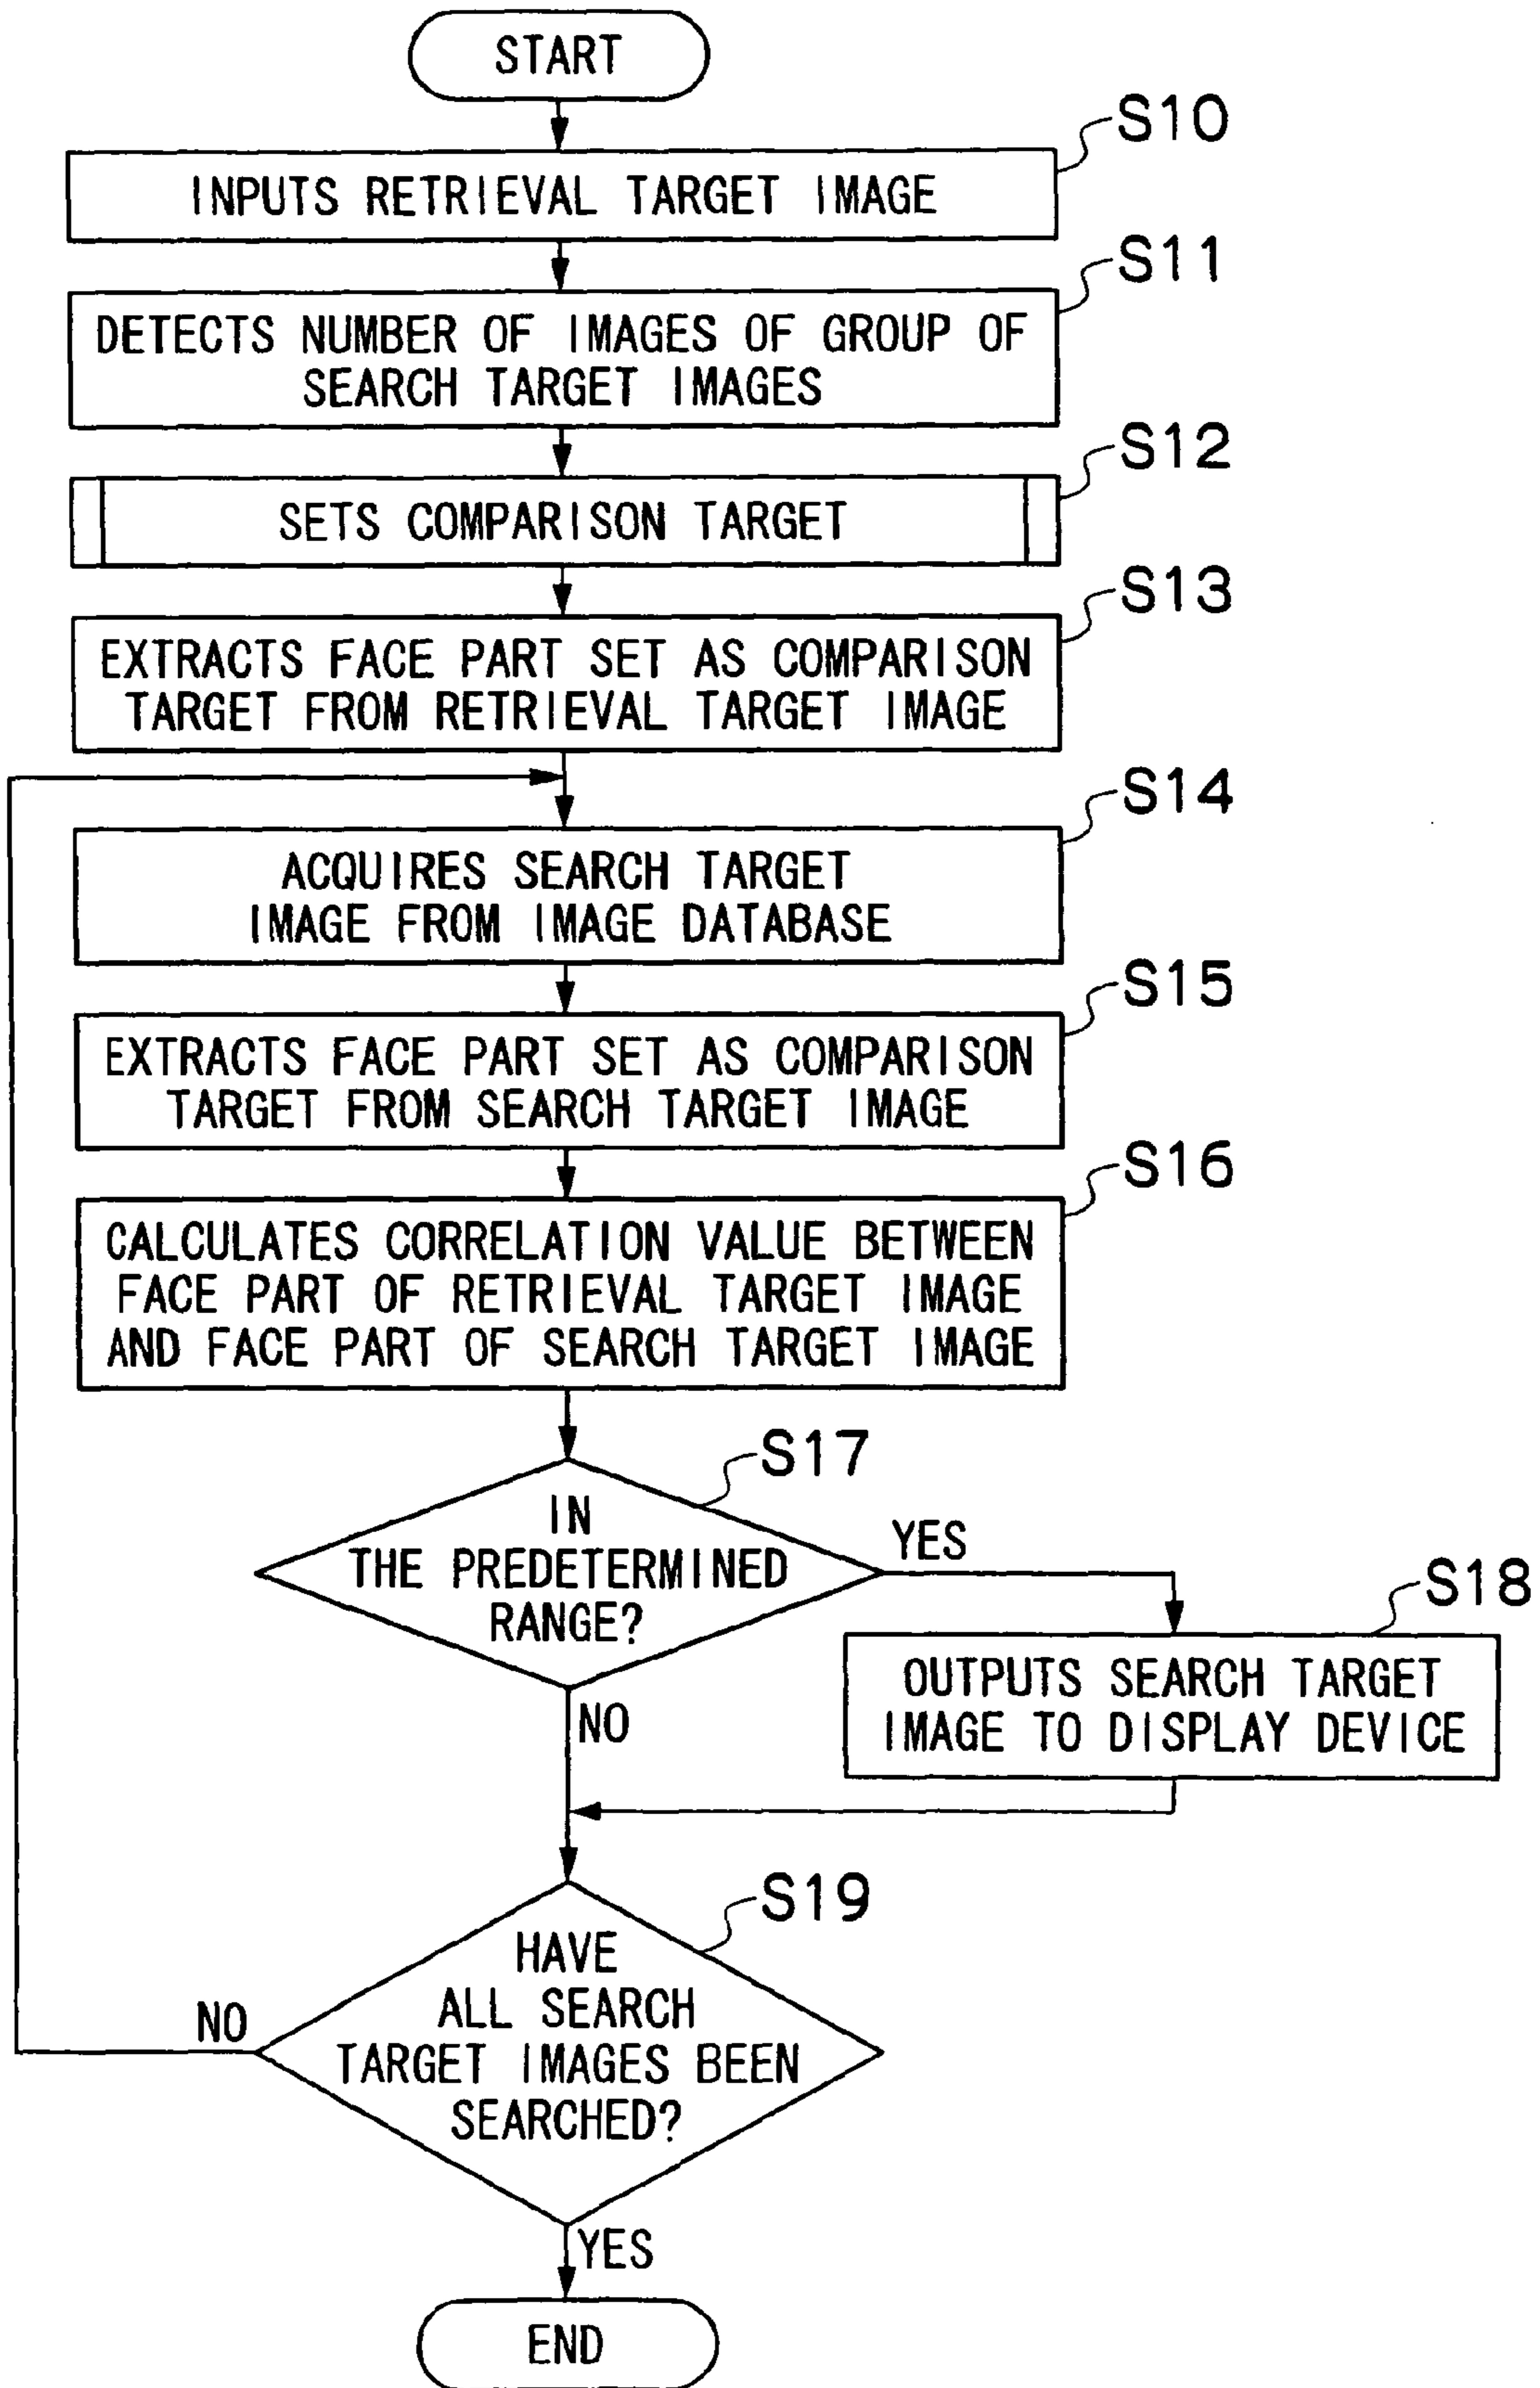 START
S10
INPUTS RETRIEVAL TARGET IMAGE
S11
DETECTS NUMBER OF IMAGES OF GROUP OF
SEARCH TARGET IMAGES
S12
SETS COMPARISON TARGET
S13
EXTRACTS FACE PART SET AS COMPARISON
TARGET FROM RETRIEVAL TARGET IMAGE
S14
ACQUIRES SEARCH TARGET
IMAGE FROM IMAGE DATABASE
S15
EXTRACTS FACE PART SET AS COMPARISON
TARGET FROM SEARCH TARGET IMAGE
S16
CALCULATES CORRELATION VALUE BETWEEN
FACE PART OF RETRIEVAL TARGET IMAGE
AND FACE PART OF SEARCH TARGET IMAGE
S17
IN
THE PREDETERMINED
RANGE?
YES
NO
S18
OUTPUTS SEARCH TARGET
IMAGE TO DISPLAY DEVICE
S19
HAVE
ALL SEARCH
TARGET IMAGES BEEN
SEARCHED?
NO
YES
END